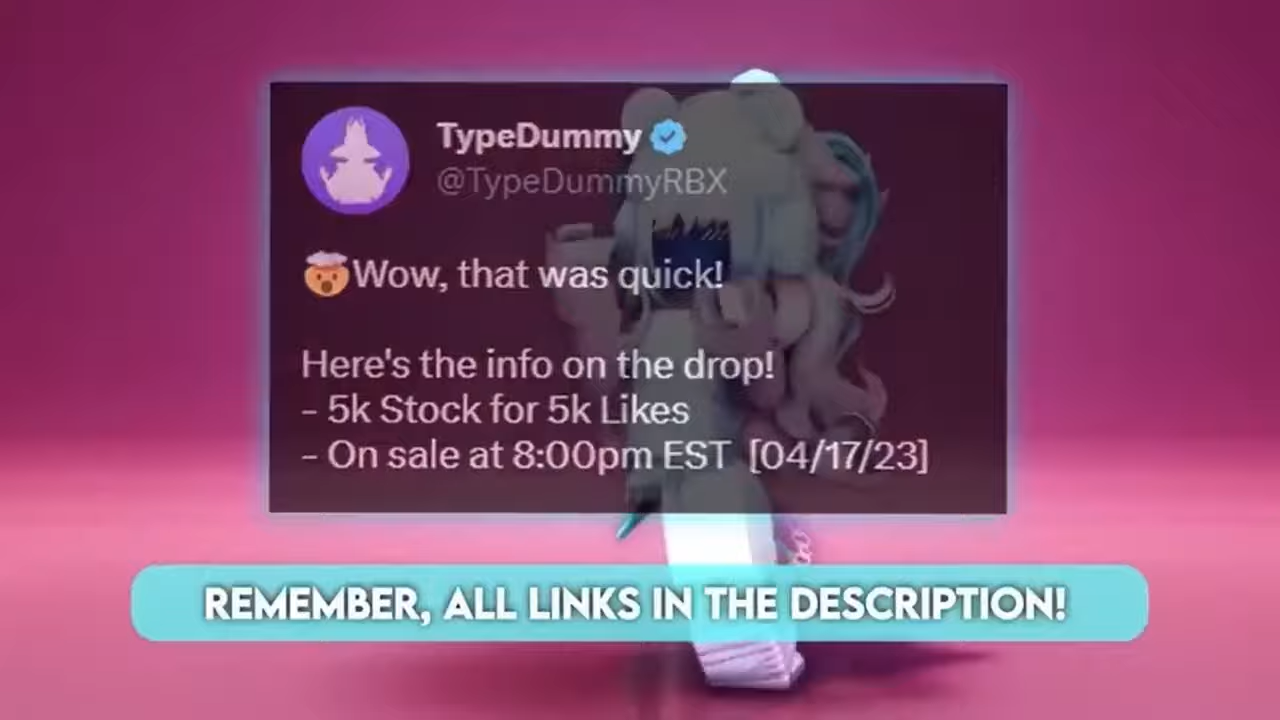 TypeDummy
@TypeDummyRBX
🤯Wow, that was quick!
Here's the info on the drop!
- 5k Stock for 5k Likes
- On sale at 8:00pm EST [04/17/23]
REMEMBER, ALL LINKS IN THE DESCRIPTION!